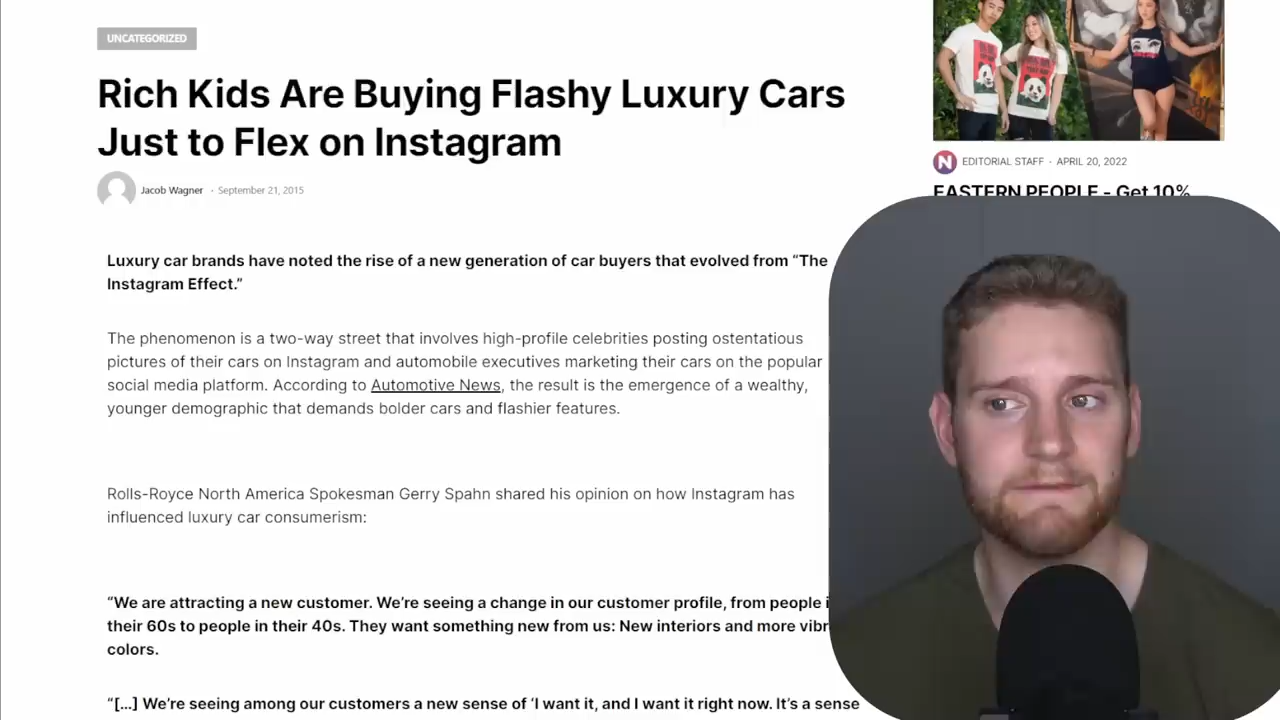 UNCATEGORIZED
Rich Kids Are Buying Flashy Luxury Cars
Just to Flex on Instagram
Jacob Wagner · September 21, 2015
Luxury car brands have noted the rise of a new generation of car buyers that evolved from “The
Instagram Effect.”
The phenomenon is a two-way street that involves high-profile celebrities posting ostentatious
pictures of their cars on Instagram and automobile executives marketing their cars on the popular
social media platform. According to Automotive News, the result is the emergence of a wealthy,
younger demographic that demands bolder cars and flashier features.
Rolls-Royce North America Spokesman Gerry Spahn shared his opinion on how Instagram has
influenced luxury car consumerism:
“We are attracting a new customer. We’re seeing a change in our customer profile, from people
their 60s to people in their 40s. They want something new from us: New interiors and more
colors.
“[…] We’re seeing among our customers a new sense of ‘I want it, and I want it right now. It’s a sense
N EDITORIAL STAFF · APRIL 20, 2022
EASTERN PEOPLE - Get 10%